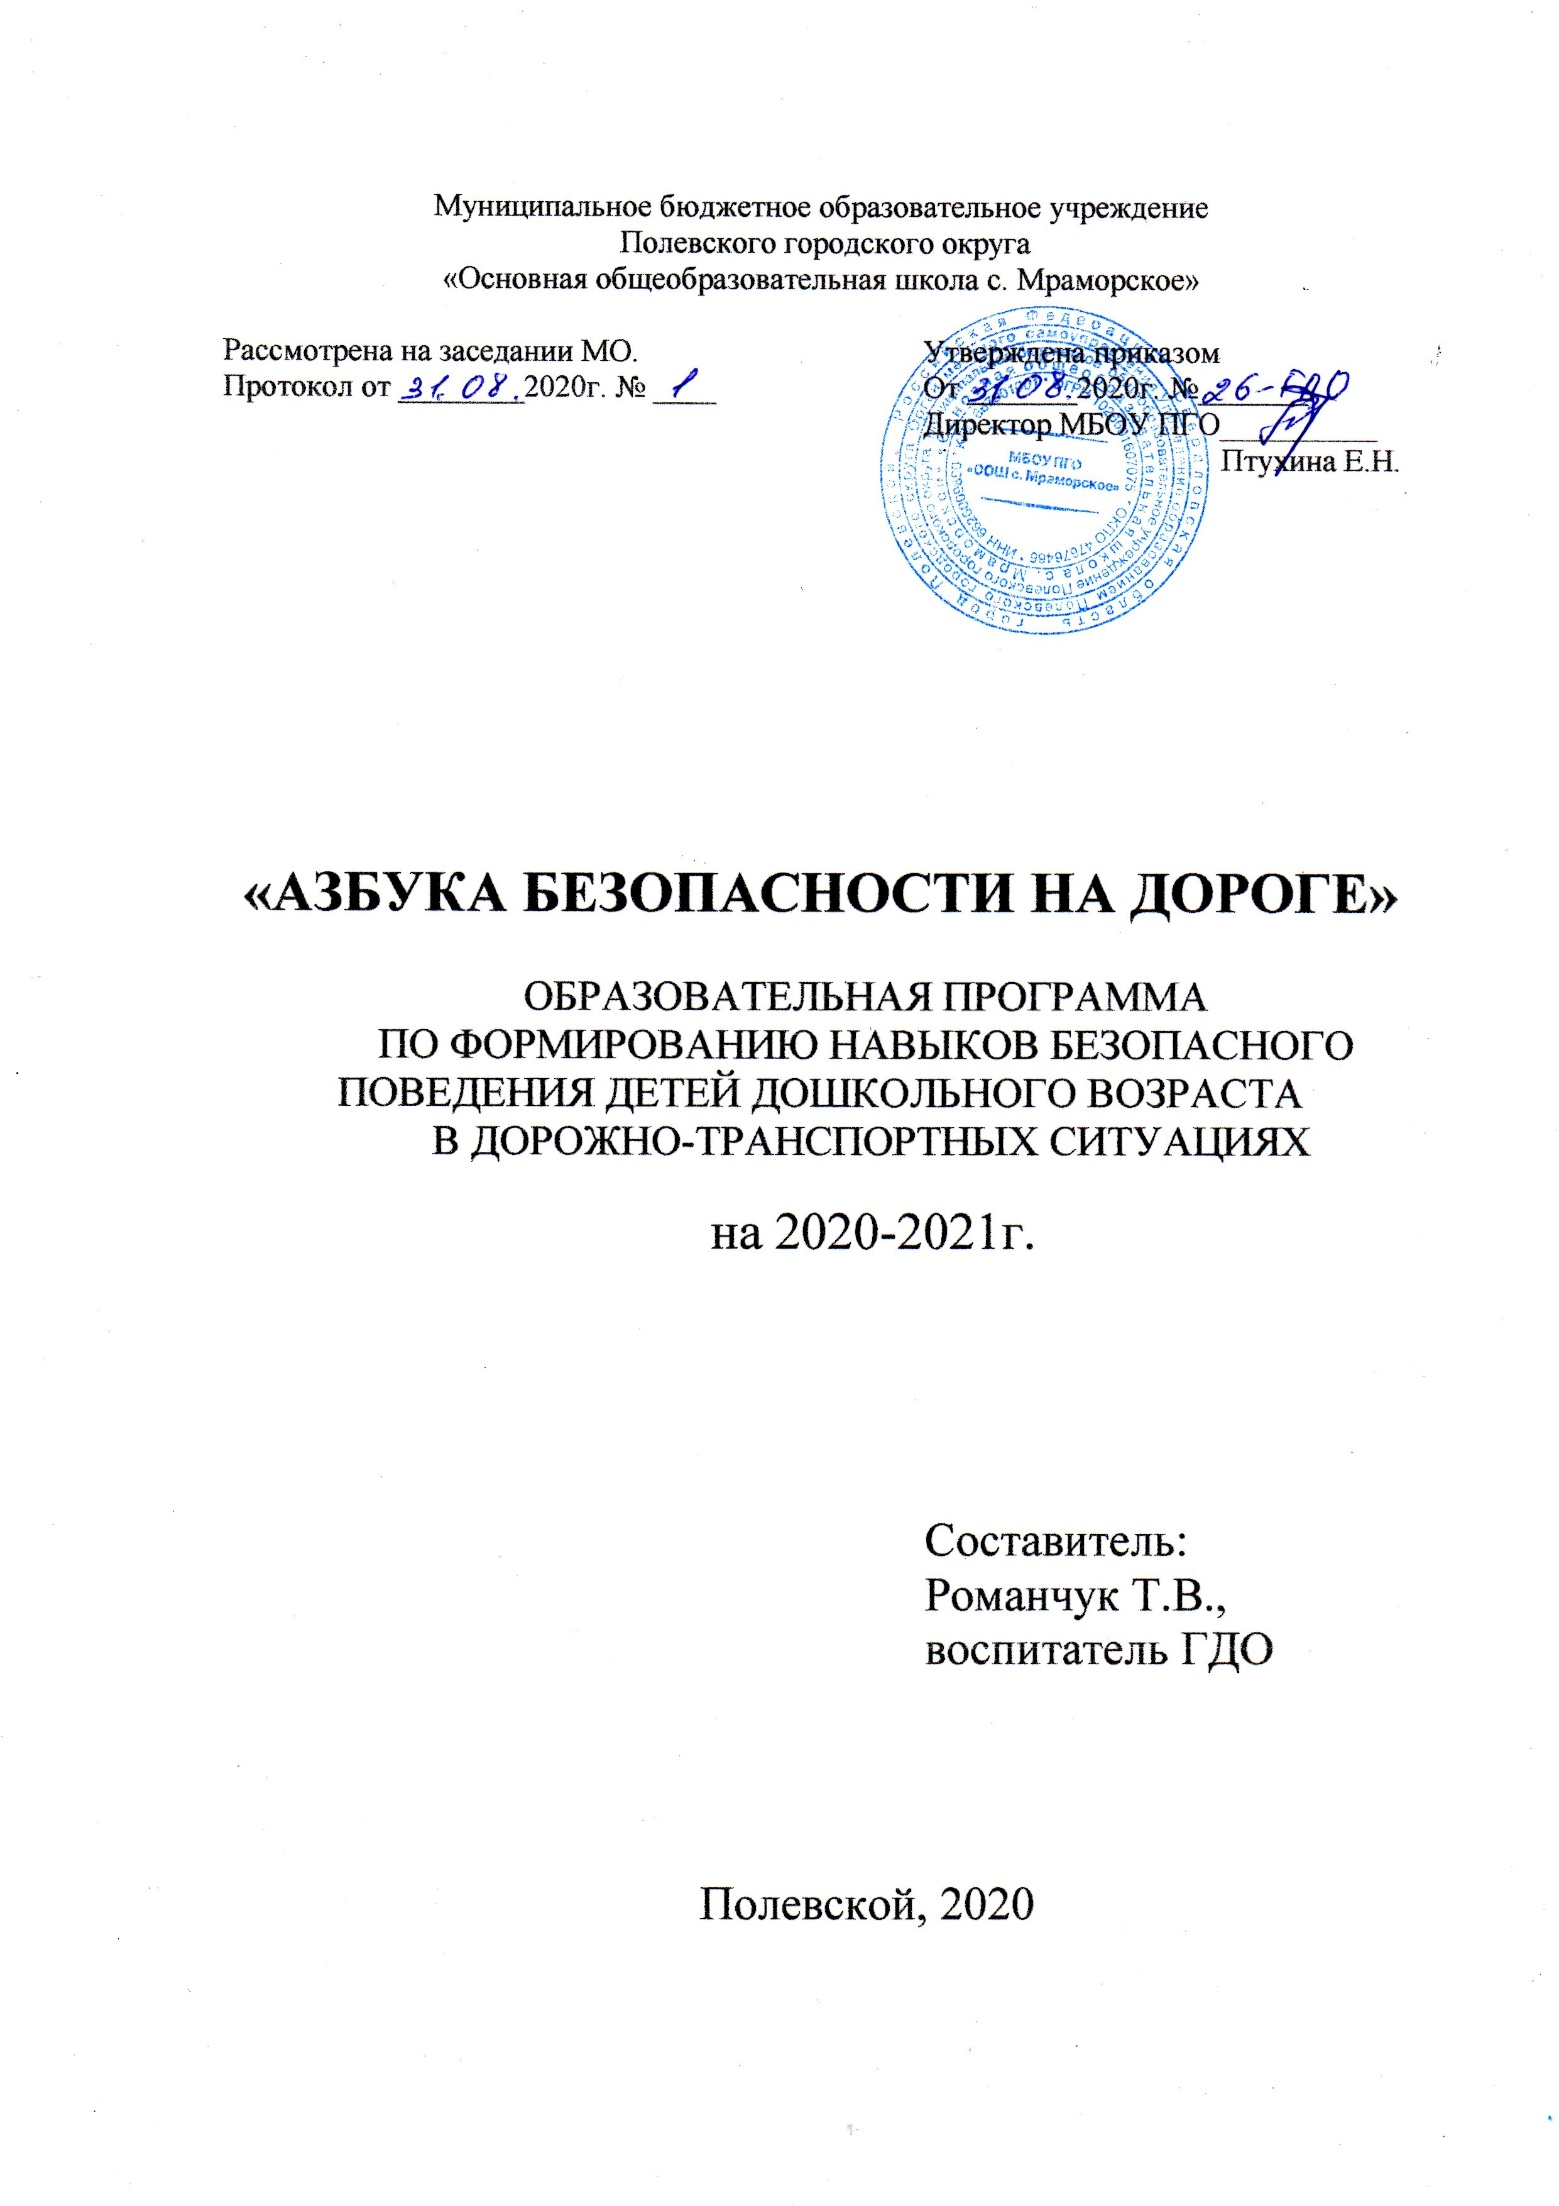 Муниципальное бюджетное образовательное учреждение
Полевского городского округа
«Основная общеобразовательная школа с. Мраморское»
Рассмотрена на заседании МО.
Протокол от 31.08.2020г. № 1
Утверждена приказом
От 31.08.2020г. № 26-ГДО
Директор МБОУ ПГО
Птухина Е.Н.
МБОУ ПГО
«ООШ с. Мраморское»
«АЗБУКА БЕЗОПАСНОСТИ НА ДОРОГЕ»
ОБРАЗОВАТЕЛЬНАЯ ПРОГРАММА
ПО ФОРМИРОВАНИЮ НАВЫКОВ БЕЗОПАСНОГО
ПОВЕДЕНИЯ ДЕТЕЙ ДОШКОЛЬНОГО ВОЗРАСТА
В ДОРОЖНО-ТРАНСПОРТНЫХ СИТУАЦИЯХ
на 2020-2021г.
Составитель:
Романчук Т.В.,
воспитатель ГДО
Полевской, 2020